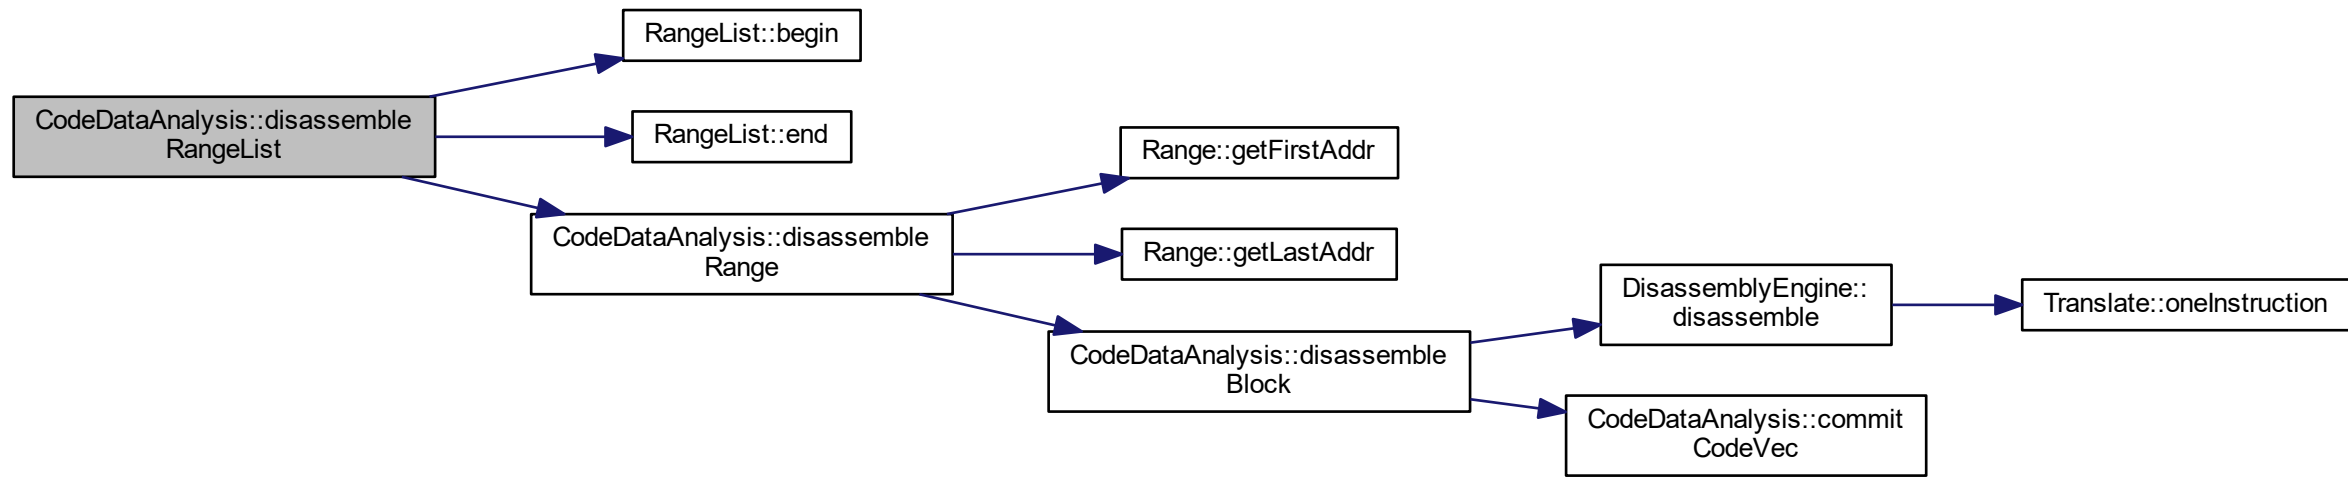 RangeList::begin
CodeDataAnalysis::disassemble
RangeList
RangeList::end
Range::getFirstAddr
CodeDataAnalysis::disassemble
Range
Range::getLastAddr
DisassemblyEngine::
disassemble
Translate::oneInstruction
CodeDataAnalysis::disassemble
Block
CodeDataAnalysis::commit
CodeVec